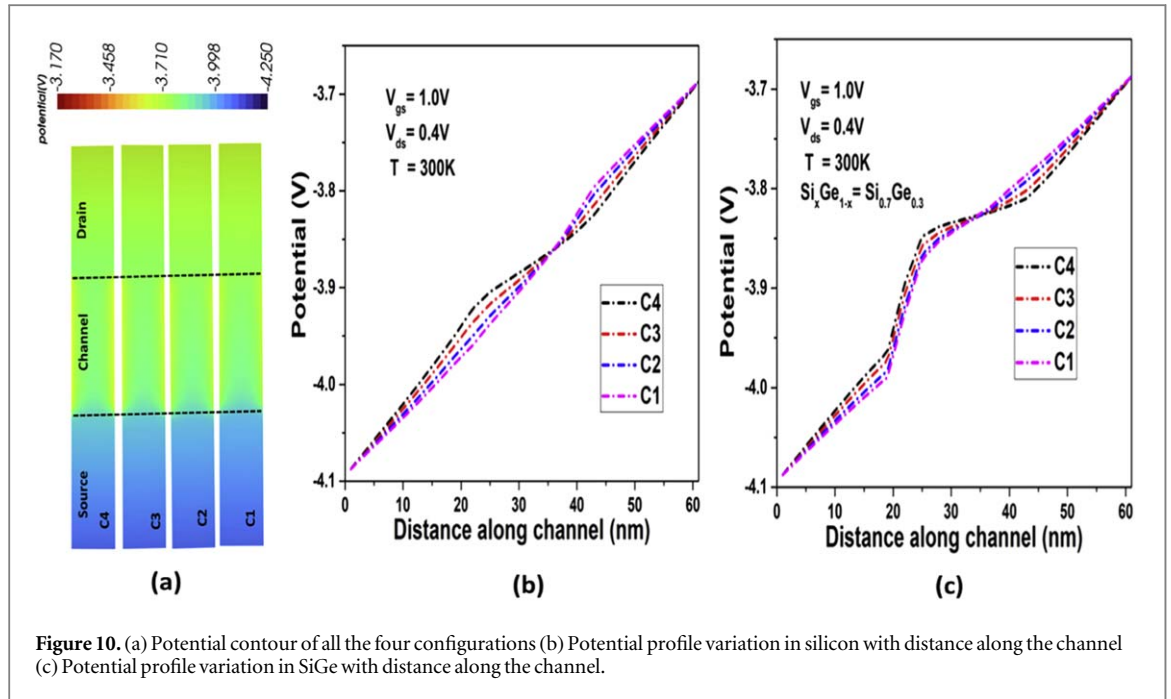 potential(V)
-3.170
-3.458
-3.710
-3.998
-4.250
Drain
Channel
Source
C4
C3
C2
C1
(a)
Potential (V)
-3.7
-3.8
-3.9
-4.0
-4.1
V_gs = 1.0V
V_ds = 0.4V
T = 300K
C4
C3
C2
C1
0 10 20 30 40 50 60
Distance along channel (nm)
(b)
Potential (V)
-3.7
-3.8
-3.9
-4.0
-4.1
V_gs = 1.0V
V_ds = 0.4V
T = 300K
Si_xGe_1-x = Si_0.7Ge_0.3
C4
C3
C2
C1
0 10 20 30 40 50 60
Distance along channel (nm)
(c)
Figure 10. (a) Potential contour of all the four configurations (b) Potential profile variation in silicon with distance along the channel
(c) Potential profile variation in SiGe with distance along the channel.